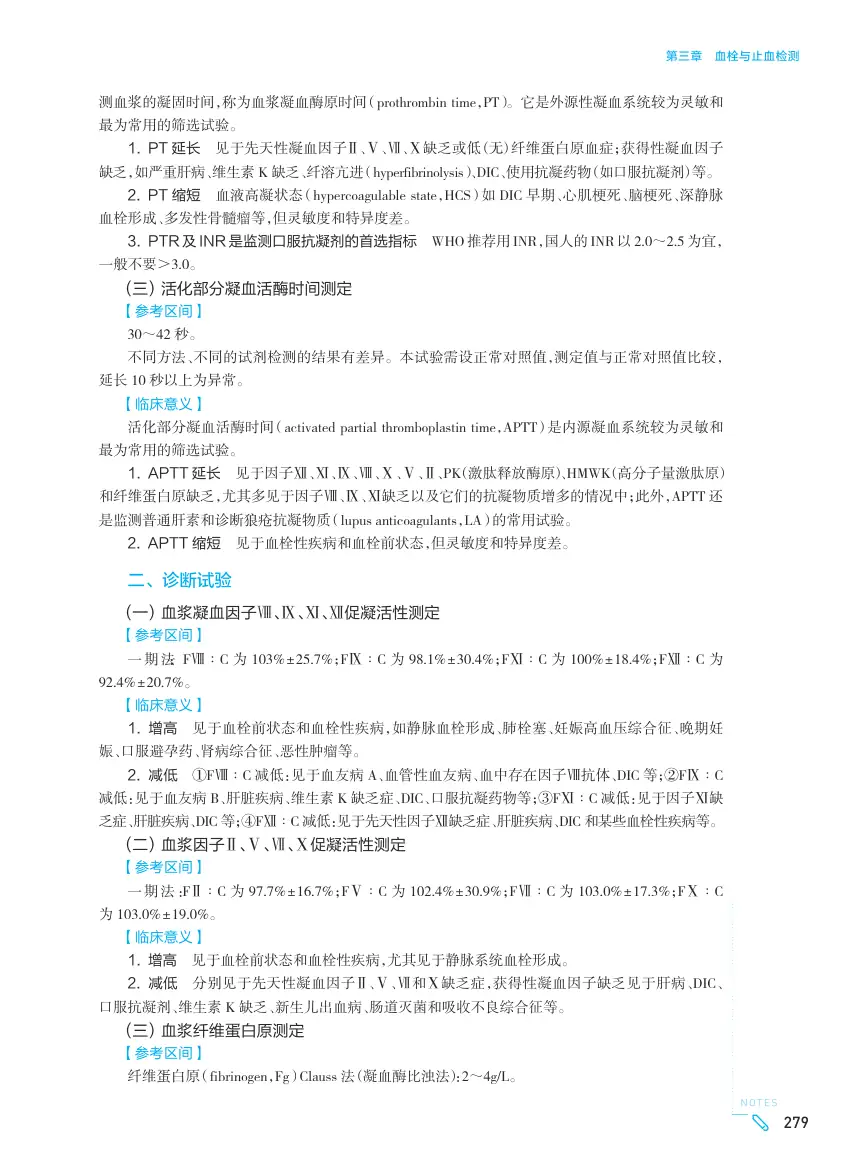 第三章 血栓与止血检测
测血浆的凝固时间,称为血浆凝血酶原时间(prothrombin time,PT)。它是外源性凝血系统较为灵敏和
最为常用的筛选试验。
1. PT 延长 见于先天性凝血因子Ⅱ、Ⅴ、Ⅶ、Ⅹ缺乏或低(无)纤维蛋白原血症;获得性凝血因子
缺乏,如严重肝病、维生素 K 缺乏、纤溶亢进(hyperfibrinolysis)、DIC、使用抗凝药物(如口服抗凝剂)等。
2. PT 缩短 血液高凝状态(hypercoagulable state,HCS)如 DIC 早期、心肌梗死、脑梗死、深静脉
血栓形成、多发性骨髓瘤等,但灵敏度和特异度差。
3. PTR 及 INR 是监测口服抗凝剂的首选指标 WHO 推荐用 INR,国人的 INR 以 2.0～2.5 为宜,
一般不要＞3.0。
(三)活化部分凝血活酶时间测定
【参考区间】
30～42 秒。
不同方法、不同的试剂检测的结果有差异。本试验需设正常对照值,测定值与正常对照值比较,
延长 10 秒以上为异常。
【临床意义】
活化部分凝血活酶时间(activated partial thromboplastin time,APTT)是内源凝血系统较为灵敏和
最为常用的筛选试验。
1. APTT 延长 见于因子Ⅻ、Ⅺ、Ⅸ、Ⅷ、Ⅹ、Ⅴ、Ⅱ、PK(激肽释放酶原)、HMWK(高分子量激肽原)
和纤维蛋白原缺乏,尤其多见于因子Ⅷ、Ⅸ、Ⅺ缺乏以及它们的抗凝物质增多的情况中;此外,APTT 还
是监测普通肝素和诊断狼疮抗凝物质(lupus anticoagulants,LA)的常用试验。
2. APTT 缩短 见于血栓性疾病和血栓前状态,但灵敏度和特异度差。
二、诊断试验
(一)血浆凝血因子Ⅷ、Ⅸ、Ⅺ、Ⅻ促凝活性测定
【参考区间】
一期法:FⅧ∶C 为 103%±25.7%;FⅨ∶C 为 98.1%±30.4%;FⅪ∶C 为 100%±18.4%;FⅫ∶C 为
92.4%±20.7%。
【临床意义】
1. 增高 见于血栓前状态和血栓性疾病,如静脉血栓形成、肺栓塞、妊娠高血压综合征、晚期妊
娠、口服避孕药、肾病综合征、恶性肿瘤等。
2. 减低 ①FⅧ∶C 减低:见于血友病 A、血管性血友病、血中存在因子Ⅷ抗体、DIC 等;②FⅨ∶C
减低:见于血友病 B、肝脏疾病、维生素 K 缺乏症、DIC、口服抗凝药物等;③FⅪ∶C 减低:见于因子Ⅺ缺
乏症、肝脏疾病、DIC 等;④FⅫ∶C 减低:见于先天性因子Ⅻ缺乏症、肝脏疾病、DIC 和某些血栓性疾病等。
(二)血浆因子Ⅱ、Ⅴ、Ⅶ、Ⅹ促凝活性测定
【参考区间】
一期法:FⅡ∶C 为 97.7%±16.7%;FⅤ∶C 为 102.4%±30.9%;FⅦ∶C 为 103.0%±17.3%;FⅩ∶C
为 103.0%±19.0%。
【临床意义】
1. 增高 见于血栓前状态和血栓性疾病,尤其见于静脉系统血栓形成。
2. 减低 分别见于先天性凝血因子Ⅱ、Ⅴ、Ⅶ和Ⅹ缺乏症,获得性凝血因子缺乏见于肝病、DIC、
口服抗凝剂、维生素 K 缺乏、新生儿出血病、肠道灭菌和吸收不良综合征等。
(三)血浆纤维蛋白原测定
【参考区间】
纤维蛋白原(fibrinogen,Fg)Clauss 法(凝血酶比浊法):2～4g/L。
NOTES
279